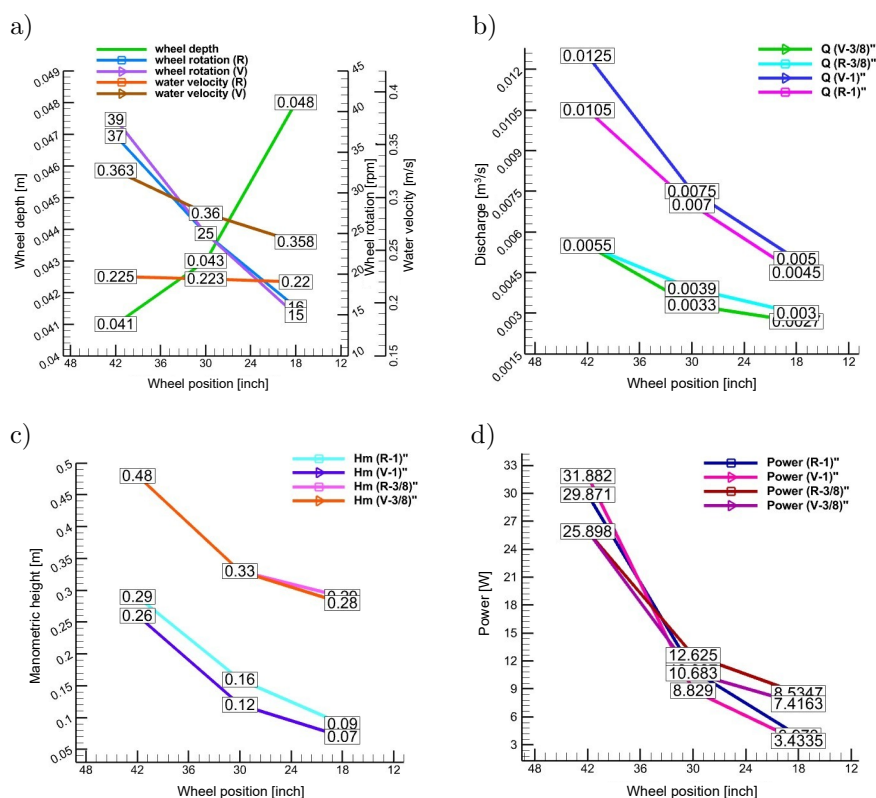 a)
wheel depth
wheel rotation (R)
wheel rotation (V)
water velocity (R)
water velocity (V)
0.049
0.048
0.047
0.046
0.045
0.044
0.043
0.042
0.041
0.04
Wheel depth [m]
45
40
35
30
25
20
15
10
Wheel rotation [rpm]
0.4
0.35
0.3
0.25
0.2
0.15
Water velocity [m/s]
39
37
0.363
0.225
0.041
0.36
25
0.043
0.223
0.048
0.358
0.22
16
15
48 42 36 30 24 18 12
Wheel position [inch]
b)
Q (V-3/8)"
Q (R-3/8)"
Q (V-1)"
Q (R-1)"
0.012
0.0105
0.009
0.0075
0.006
0.0045
0.003
0.0015
Discharge [m³/s]
0.0125
0.0105
0.0055
0.0075
0.007
0.0039
0.0033
0.005
0.0045
0.003
0.0027
48 42 36 30 24 18 12
Wheel position [inch]
c)
Hm (R-1)"
Hm (V-1)"
Hm (R-3/8)"
Hm (V-3/8)"
0.5
0.45
0.4
0.35
0.3
0.25
0.2
0.15
0.1
0.05
Manometric height [m]
0.48
0.29
0.26
0.33
0.16
0.12
0.28
0.09
0.07
48 42 36 30 24 18 12
Wheel position [inch]
d)
Power (R-1)"
Power (V-1)"
Power (R-3/8)"
Power (V-3/8)"
33
30
27
24
21
18
15
12
9
6
3
Power [W]
31.882
29.871
25.898
12.625
10.683
8.829
8.5347
7.4163
3.4335
48 42 36 30 24 18 12
Wheel position [inch]